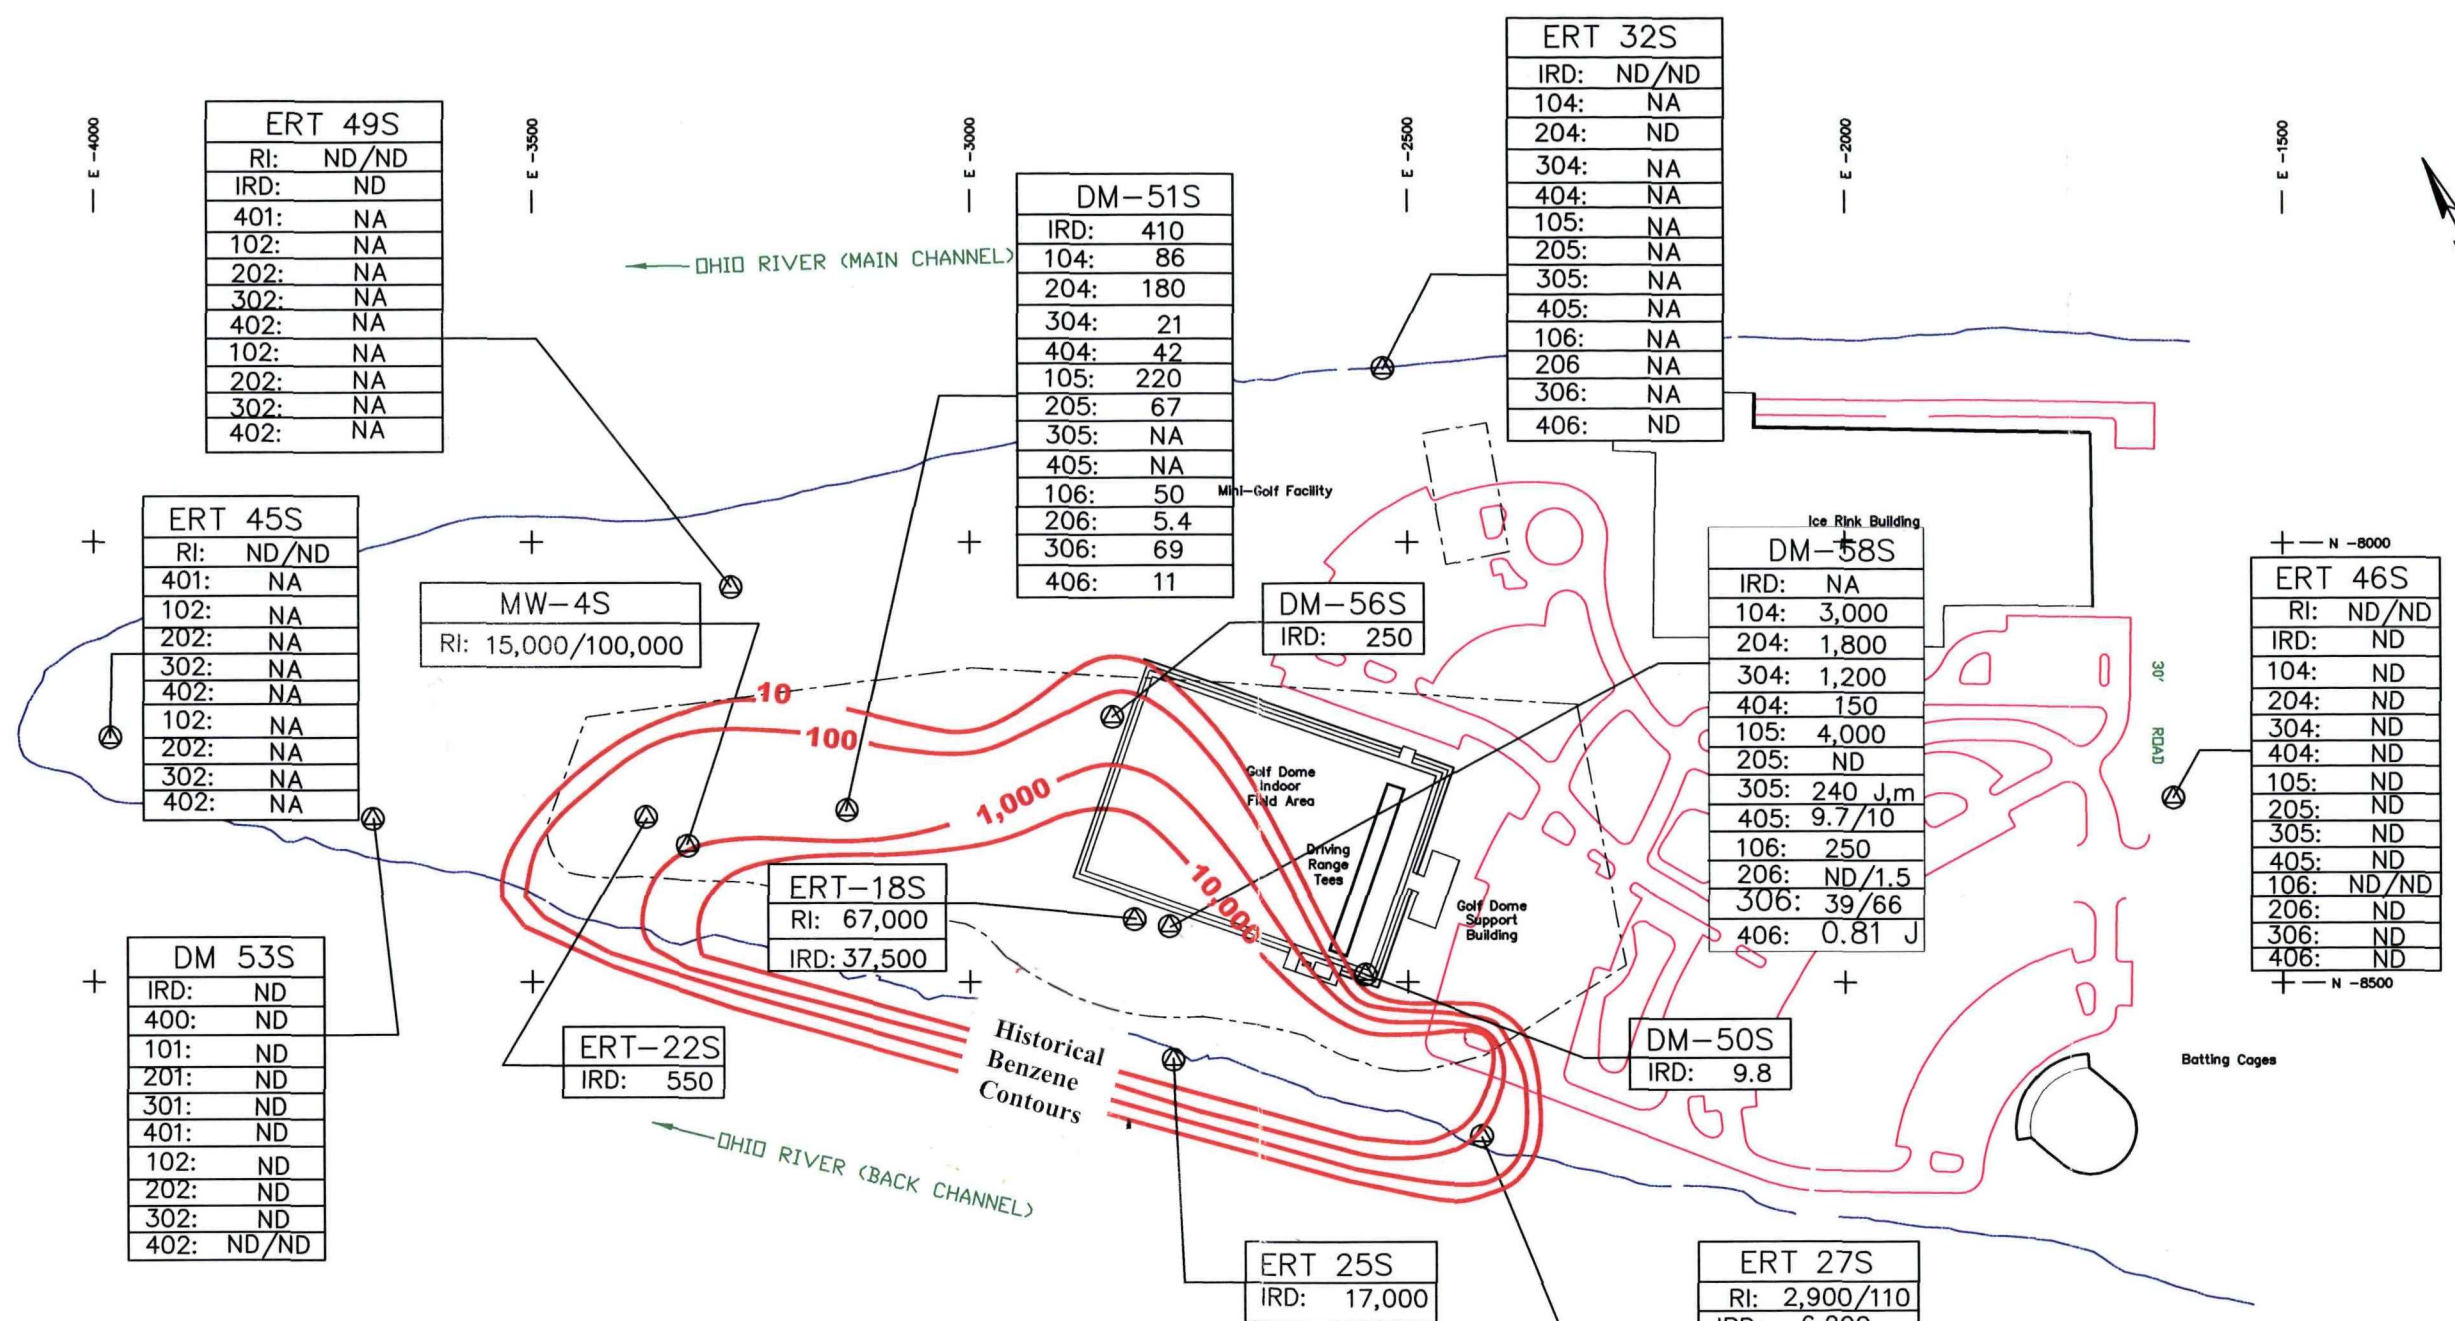 E -4000
E -3500
E -3000
E -2500
E -2000
E -1500
ERT 49S
RI: ND/ND
IRD: ND
401: NA
102: NA
202: NA
302: NA
402: NA
102: NA
202: NA
302: NA
402: NA
OHIO RIVER (MAIN CHANNEL)
DM-51S
IRD: 410
104: 86
204: 180
304: 21
404: 42
105: 220
205: 67
305: NA
405: NA
106: 50
206: 5.4
306: 69
406: 11
ERT 32S
IRD: ND/ND
104: NA
204: ND
304: NA
404: NA
105: NA
205: NA
305: NA
405: NA
106: NA
206 NA
306: NA
406: ND
ERT 45S
RI: ND/ND
401: NA
102: NA
202: NA
302: NA
402: NA
102: NA
202: NA
302: NA
402: NA
MW-4S
RI: 15,000/100,000
DM-56S
IRD: 250
Mini-Golf Facility
Ice Rink Building
DM-58S
IRD: NA
104: 3,000
204: 1,800
304: 1,200
404: 150
105: 4,000
205: ND
305: 240 J,m
405: 9.7/10
106: 250
206: ND/1.5
306: 39/66
406: 0.81 J
N -8000
ERT 46S
RI: ND/ND
IRD: ND
104: ND
204: ND
304: ND
404: ND
105: ND
205: ND
305: ND
405: ND
106: ND/ND
206: ND
306: ND
406: ND
N -8500
30' ROAD
10
100
1,000
10,000
Golf Dome
Indoor
Field Area
Driving
Range
Tees
Golf Dome
Support
Building
ERT-18S
RI: 67,000
IRD: 37,500
DM 53S
IRD: ND
400: ND
101: ND
201: ND
301: ND
401: ND
102: ND
202: ND
302: ND
402: ND/ND
ERT-22S
IRD: 550
Historical
Benzene
Contours
DM-50S
IRD: 9.8
Batting Cages
OHIO RIVER (BACK CHANNEL)
ERT 25S
IRD: 17,000
ERT 27S
RI: 2,900/110